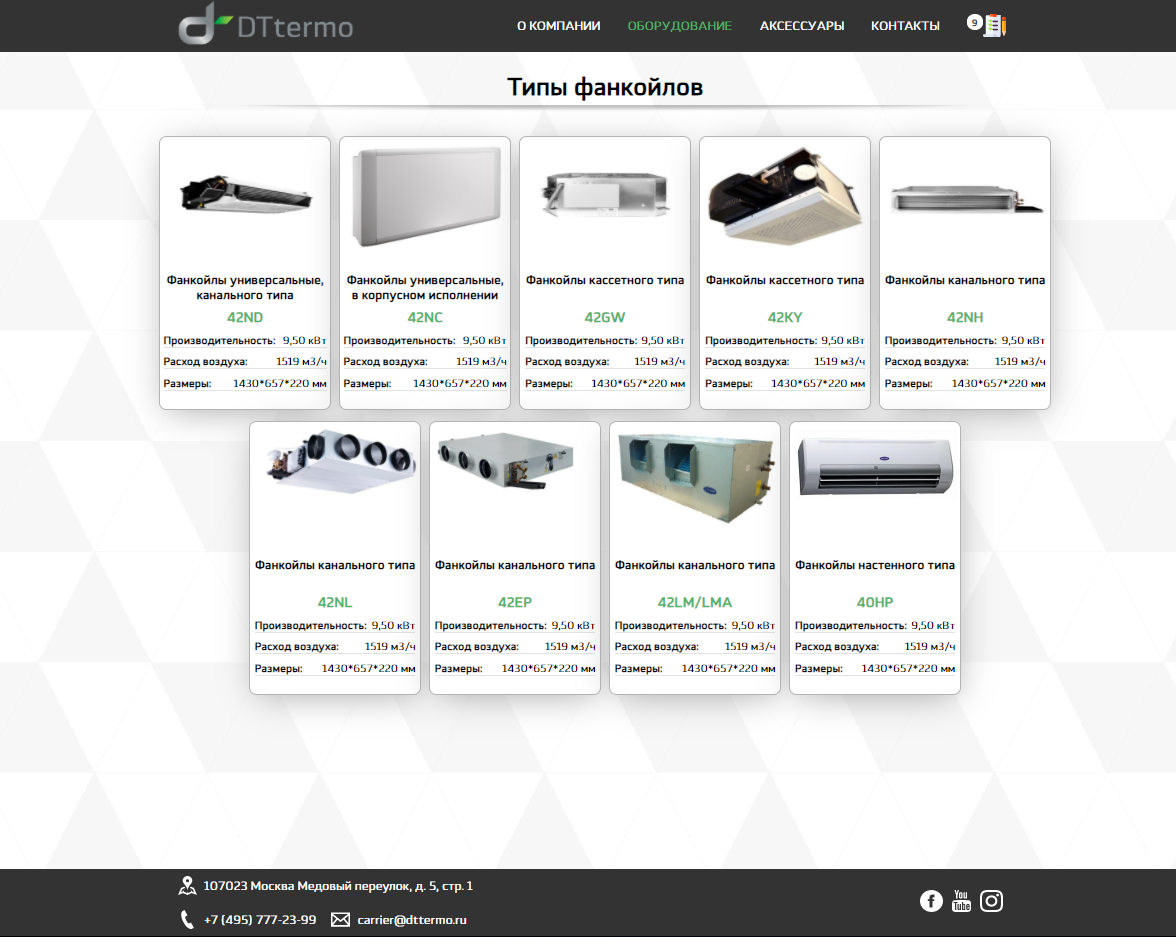 DTtermo
О КОМПАНИИ ОБОРУДОВАНИЕ АКСЕССУАРЫ КОНТАКТЫ 9
Типы фанкойлов
Фанкойлы универсальные,
канального типа
42ND
Производительность: 9,50 кВт
Расход воздуха: 1519 м3/ч
Размеры: 1430*657*220 мм
Фанкойлы универсальные,
в корпусном исполнении
42NC
Производительность: 9,50 кВт
Расход воздуха: 1519 м3/ч
Размеры: 1430*657*220 мм
Фанкойлы кассетного типа
42GW
Производительность: 9,50 кВт
Расход воздуха: 1519 м3/ч
Размеры: 1430*657*220 мм
Фанкойлы кассетного типа
42KY
Производительность: 9,50 кВт
Расход воздуха: 1519 м3/ч
Размеры: 1430*657*220 мм
Фанкойлы канального типа
42NH
Производительность: 9,50 кВт
Расход воздуха: 1519 м3/ч
Размеры: 1430*657*220 мм
Фанкойлы канального типа
42NL
Производительность: 9,50 кВт
Расход воздуха: 1519 м3/ч
Размеры: 1430*657*220 мм
Фанкойлы канального типа
42EP
Производительность: 9,50 кВт
Расход воздуха: 1519 м3/ч
Размеры: 1430*657*220 мм
Фанкойлы канального типа
42LM/LMA
Производительность: 9,50 кВт
Расход воздуха: 1519 м3/ч
Размеры: 1430*657*220 мм
Фанкойлы настенного типа
40HP
Производительность: 9,50 кВт
Расход воздуха: 1519 м3/ч
Размеры: 1430*657*220 мм
107023 Москва Медовый переулок, д. 5, стр. 1
+7 (495) 777-23-99 carrier@dttermo.ru
You
Tube